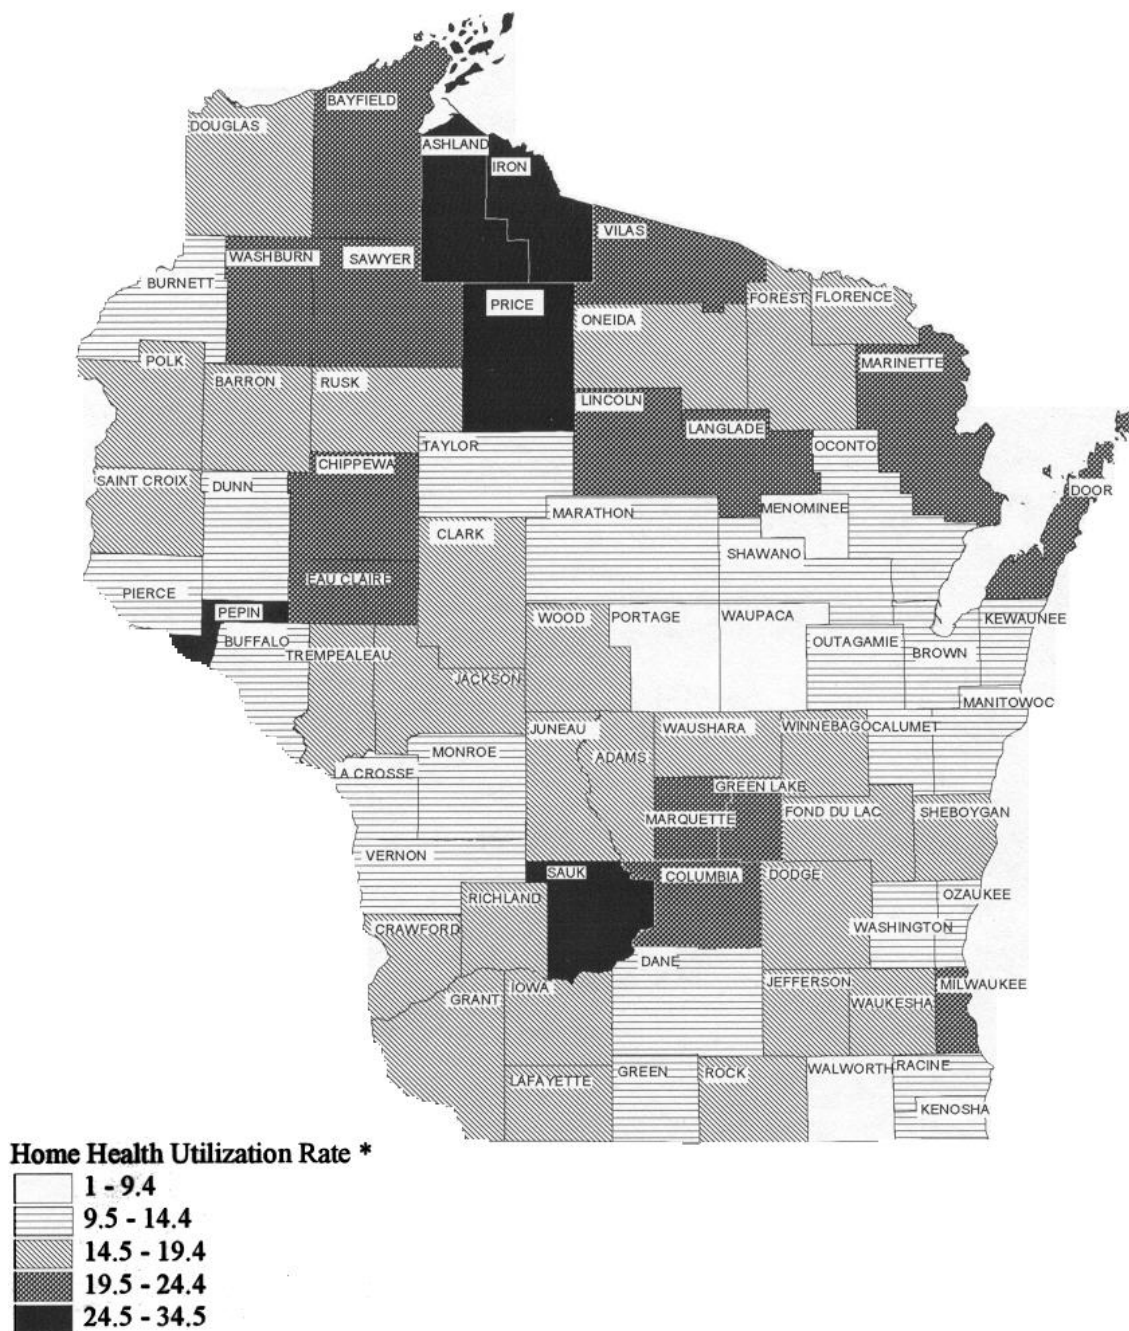 BAYFIELD
DOUGLAS
ASHLAND
IRON
VILAS
WASHBURN
SAWYER
BURNETT
PRICE
FOREST
FLORENCE
ONEIDA
POLK
MARINETTE
BARRON
RUSK
LINCOLN
LANGLADE
TAYLOR
OCONTO
CHIPPEWA
SAINT CROIX
DUNN
DOOR
MARATHON
MENOMINEE
CLARK
SHAWANO
EAU CLAIRE
PIERCE
PEPIN
WOOD
PORTAGE
WAUPACA
KEWAUNEE
BUFFALO
OUTAGAMIE
TREMPEALEAU
BROWN
JACKSON
MANITOWOC
JUNEAU
WAUSHARA
WINNEBAGO
CALUMET
MONROE
ADAMS
LA CROSSE
GREEN LAKE
MARQUETTE
FOND DU LAC
SHEBOYGAN
VERNON
SAUK
COLUMBIA
DODGE
RICHLAND
OZAUKEE
CRAWFORD
WASHINGTON
DANE
JEFFERSON
MILWAUKEE
IOWA
GRANT
WAUKESHA
LAFAYETTE
GREEN
ROCK
WALWORTH
RACINE
KENOSHA
Home Health Utilization Rate *
1 - 9.4
9.5 - 14.4
14.5 - 19.4
19.5 - 24.4
24.5 - 34.5